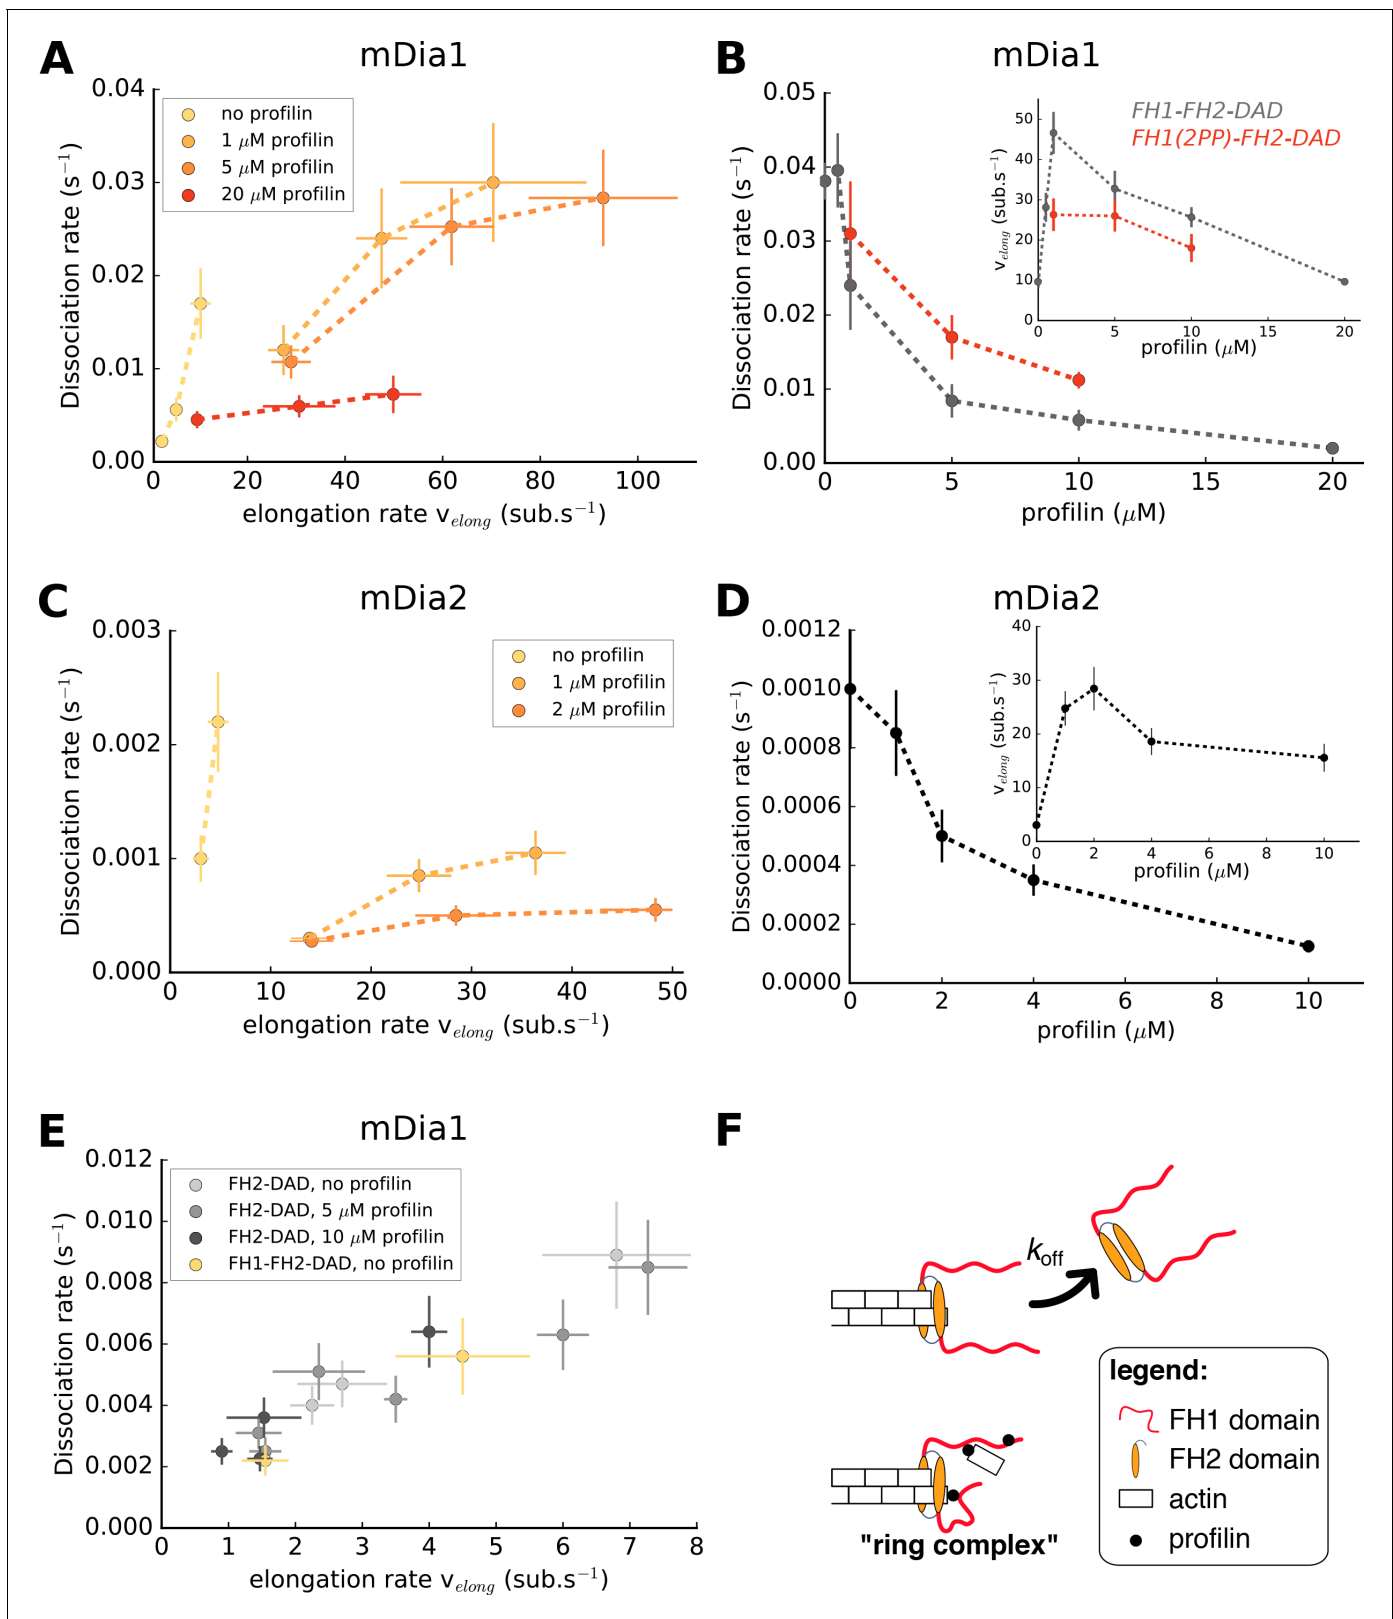 A
mDia1
0.04
0.03
0.02
0.01
0.00
Dissociation rate (s⁻¹)
no profilin
1 μM profilin
5 μM profilin
20 μM profilin
0 20 40 60 80 100
elongation rate v_elong (sub.s⁻¹)
B
mDia1
0.05
0.04
0.03
0.02
0.01
0.00
Dissociation rate (s⁻¹)
FH1-FH2-DAD
FH1(2PP)-FH2-DAD
50
40
30
20
10
0
v_elong (sub.s⁻¹)
0 5 10 15 20
profilin (μM)
0 5 10 15 20
profilin (μM)
C
mDia2
0.003
0.002
0.001
0.000
Dissociation rate (s⁻¹)
no profilin
1 μM profilin
2 μM profilin
0 10 20 30 40 50
elongation rate v_elong (sub.s⁻¹)
D
mDia2
0.0012
0.0010
0.0008
0.0006
0.0004
0.0002
0.0000
Dissociation rate (s⁻¹)
40
30
20
10
0
v_elong (sub.s⁻¹)
0 2 4 6 8 10
profilin (μM)
0 2 4 6 8 10
profilin (μM)
E
mDia1
0.012
0.010
0.008
0.006
0.004
0.002
0.000
Dissociation rate (s⁻¹)
FH2-DAD, no profilin
FH2-DAD, 5 μM profilin
FH2-DAD, 10 μM profilin
FH1-FH2-DAD, no profilin
0 1 2 3 4 5 6 7 8
elongation rate v_elong (sub.s⁻¹)
F
k_off
"ring complex"
legend:
FH1 domain
FH2 domain
actin
profilin